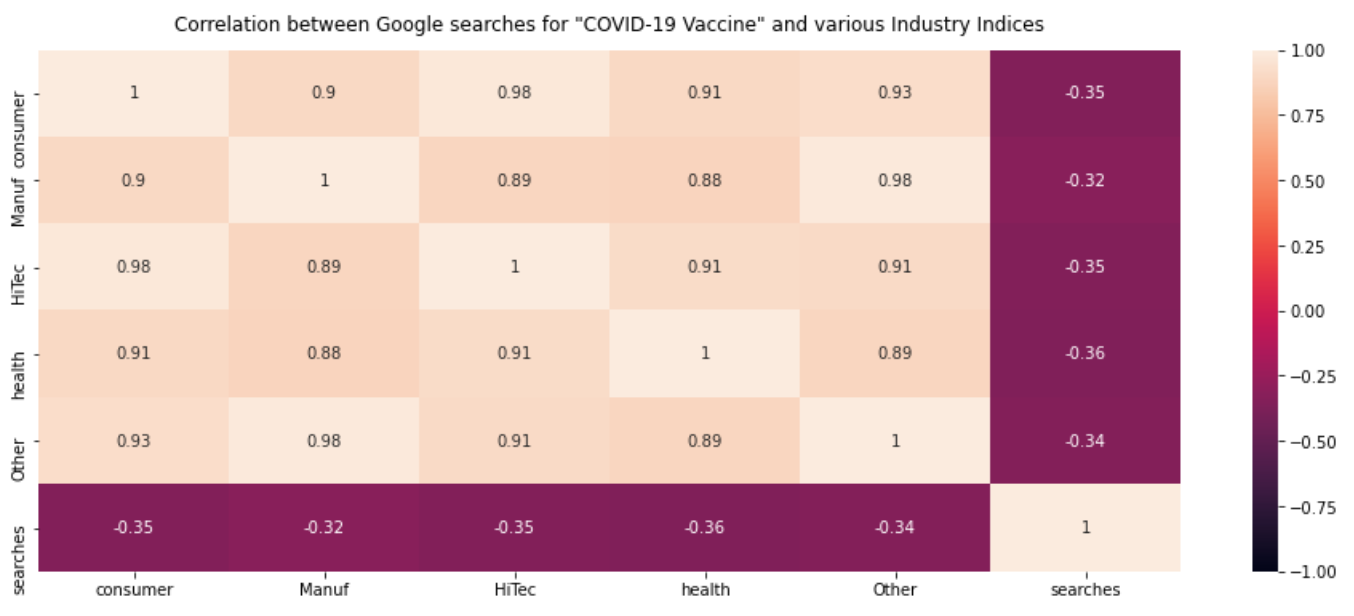 Correlation between Google searches for "COVID-19 Vaccine" and various Industry Indices
consumer 1 0.9 0.98 0.91 0.93 -0.35
Manuf 0.9 1 0.89 0.88 0.98 -0.32
HiTec 0.98 0.89 1 0.91 0.91 -0.35
health 0.91 0.88 0.91 1 0.89 -0.36
Other 0.93 0.98 0.91 0.89 1 -0.34
searches -0.35 -0.32 -0.35 -0.36 -0.34 1
consumer Manuf HiTec health Other searches
1.00
0.75
0.50
0.25
0.00
−0.25
−0.50
−0.75
−1.00